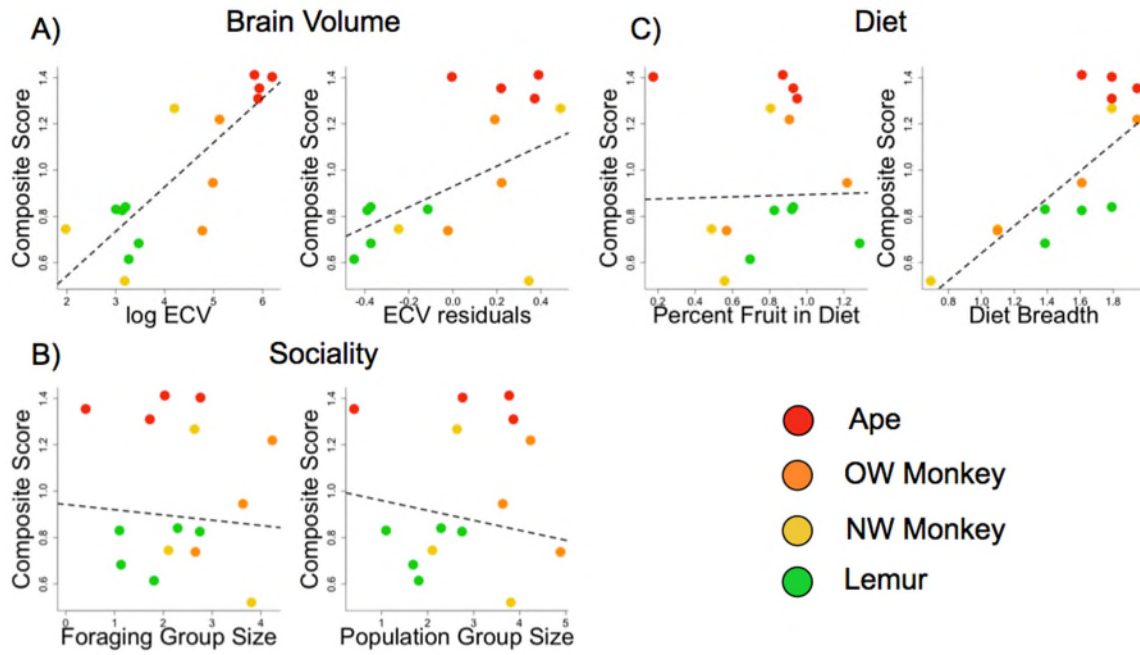 A) Brain Volume
Composite Score
0.6 0.8 1.0 1.2 1.4
2 3 4 5 6
log ECV
Composite Score
0.6 0.8 1.0 1.2 1.4
-0.4 -0.2 0.0 0.2 0.4
ECV residuals
C) Diet
Composite Score
0.6 0.8 1.0 1.2 1.4
0.2 0.4 0.6 0.8 1.0 1.2
Percent Fruit in Diet
Composite Score
0.6 0.8 1.0 1.2 1.4
0.8 1.0 1.2 1.4 1.6 1.8
Diet Breadth
B) Sociality
Composite Score
0.6 0.8 1.0 1.2 1.4
0 1 2 3 4
Foraging Group Size
Composite Score
0.6 0.8 1.0 1.2 1.4
1 2 3 4 5
Population Group Size
Ape
OW Monkey
NW Monkey
Lemur